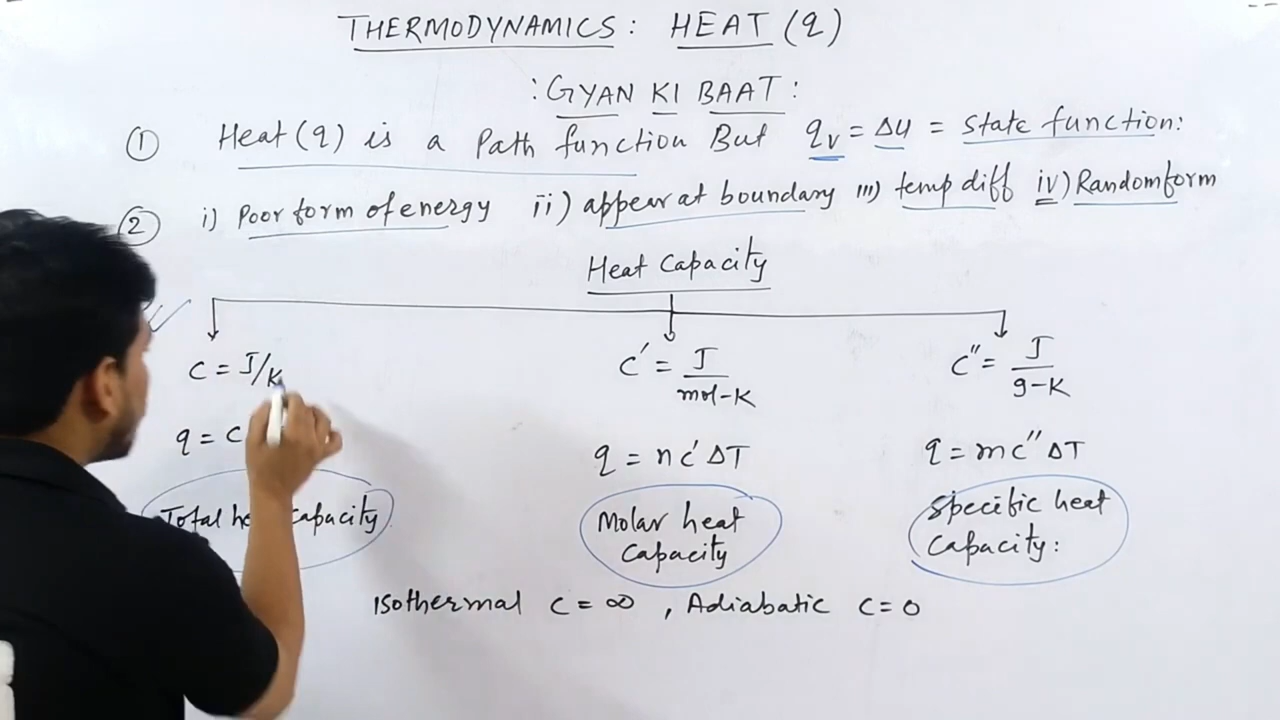 THERMODYNAMICS: HEAT (q)
:GYAN KI BAAT:
① Heat (q) is a Path function But qv = ΔU = State function:
② i) Poor form of energy ii) appear at boundary iii) temp diff iv) Random form
Heat Capacity
C = J/K C' = J/mol-K C" = J/g-K
q = C q = nC'ΔT q = mC"ΔT
Total capacity Molar heat Capacity Specific heat Capacity:
Isothermal C = ∞ , Adiabatic C = 0